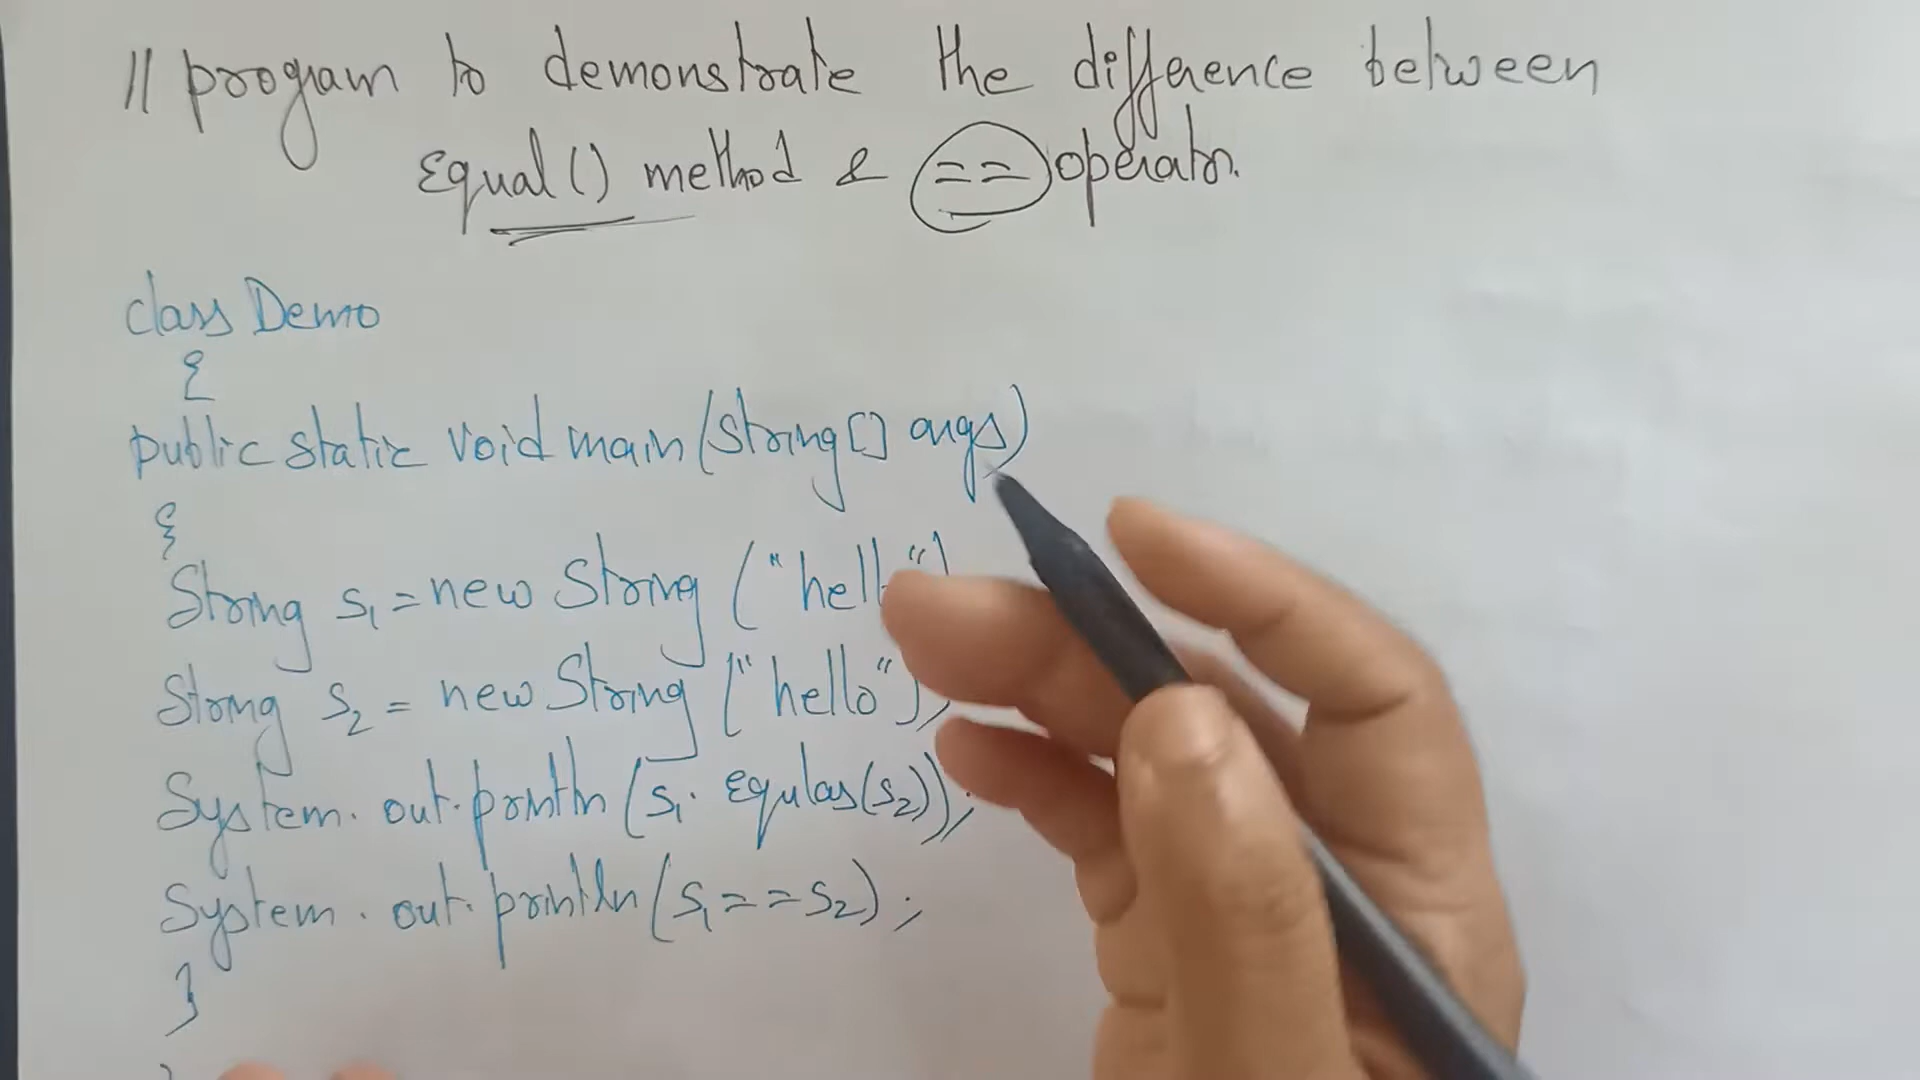 // program to demonstrate the difference between
Equal() method & == operator.
class Demo
{
public static void main(String[] args)
{
String s1 = new String ("hello")
String s2 = new String ("hello");
System.out.println (s1. equlas(s2));
System.out.println (s1 == s2);
}
}